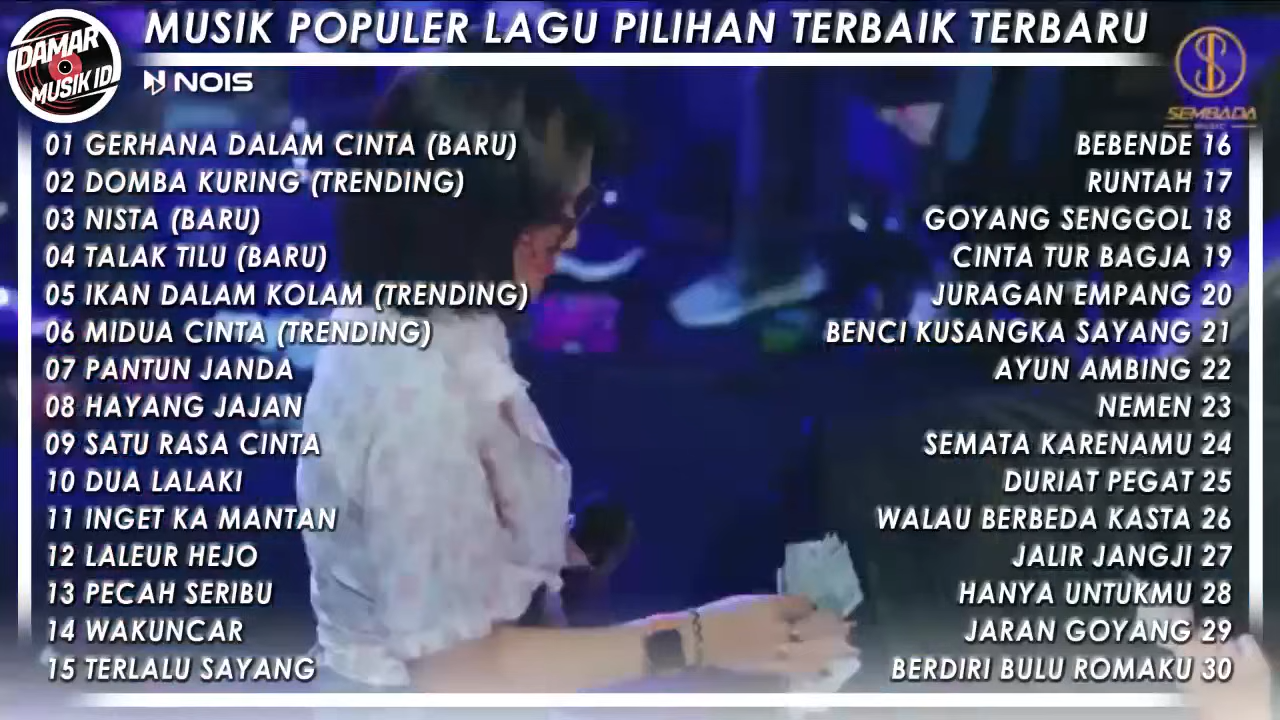 DAMAR
MUSIK ID
MUSIK POPULER LAGU PILIHAN TERBAIK TERBARU
NOIS
SEMBADA
MUSIC
01 GERHANA DALAM CINTA (BARU)
02 DOMBA KURING (TRENDING)
03 NISTA (BARU)
04 TALAK TILU (BARU)
05 IKAN DALAM KOLAM (TRENDING)
06 MIDUA CINTA (TRENDING)
07 PANTUN JANDA
08 HAYANG JAJAN
09 SATU RASA CINTA
10 DUA LALAKI
11 INGET KA MANTAN
12 LALEUR HEJO
13 PECAH SERIBU
14 WAKUNCAR
15 TERLALU SAYANG
BEBENDE 16
RUNTAH 17
GOYANG SENGGOL 18
CINTA TUR BAGJA 19
JURAGAN EMPANG 20
BENCI KUSANGKA SAYANG 21
AYUN AMBING 22
NEMEN 23
SEMATA KARENAMU 24
DURIAT PEGAT 25
WALAU BERBEDA KASTA 26
JALIR JANGJI 27
HANYA UNTUKMU 28
JARAN GOYANG 29
BERDIRI BULU ROMAKU 30